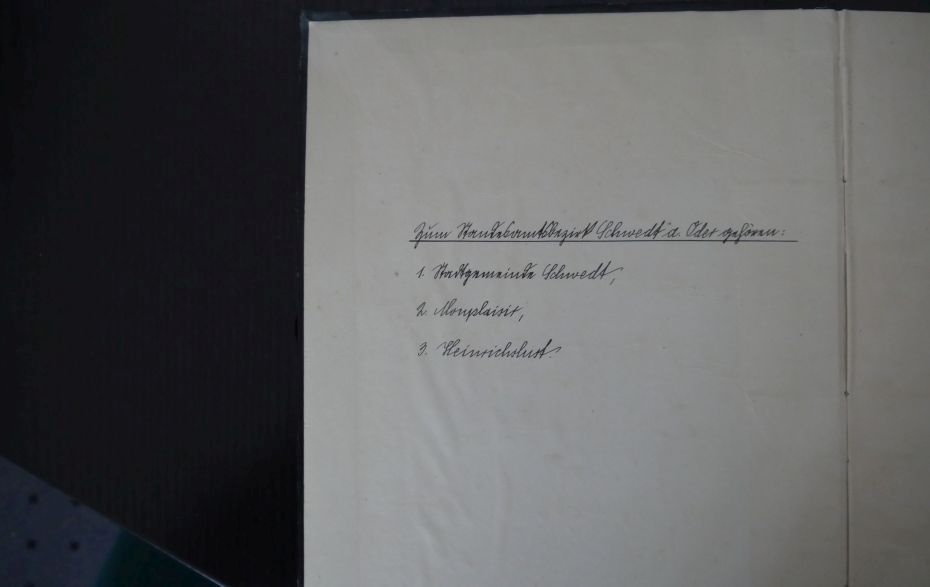 Zum Standesamtsbezirk Schwedt a. Oder gehören:
1. Stadtgemeinde Schwedt,
2. Monplaisir,
3. Heinrichslust.